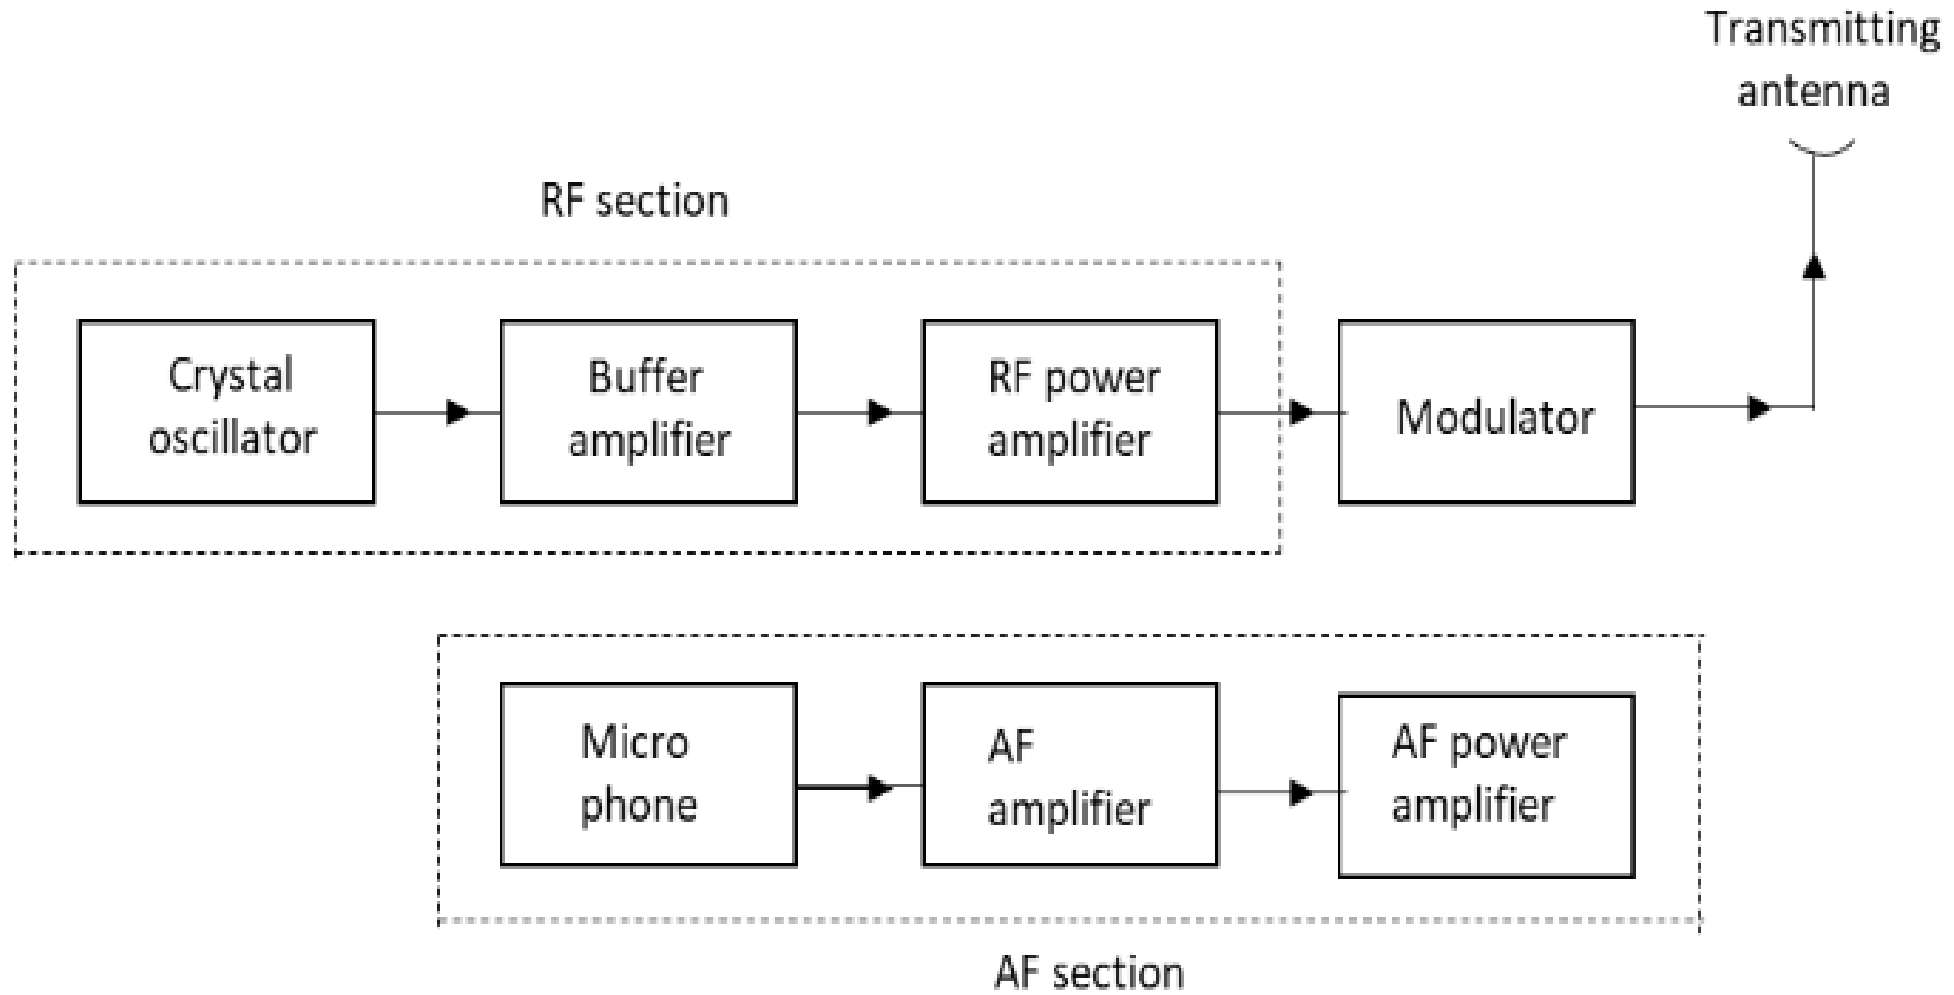 Transmitting
antenna
RF section
Crystal
oscillator
Buffer
amplifier
RF power
amplifier
Modulator
Micro
phone
AF
amplifier
AF power
amplifier
AF section